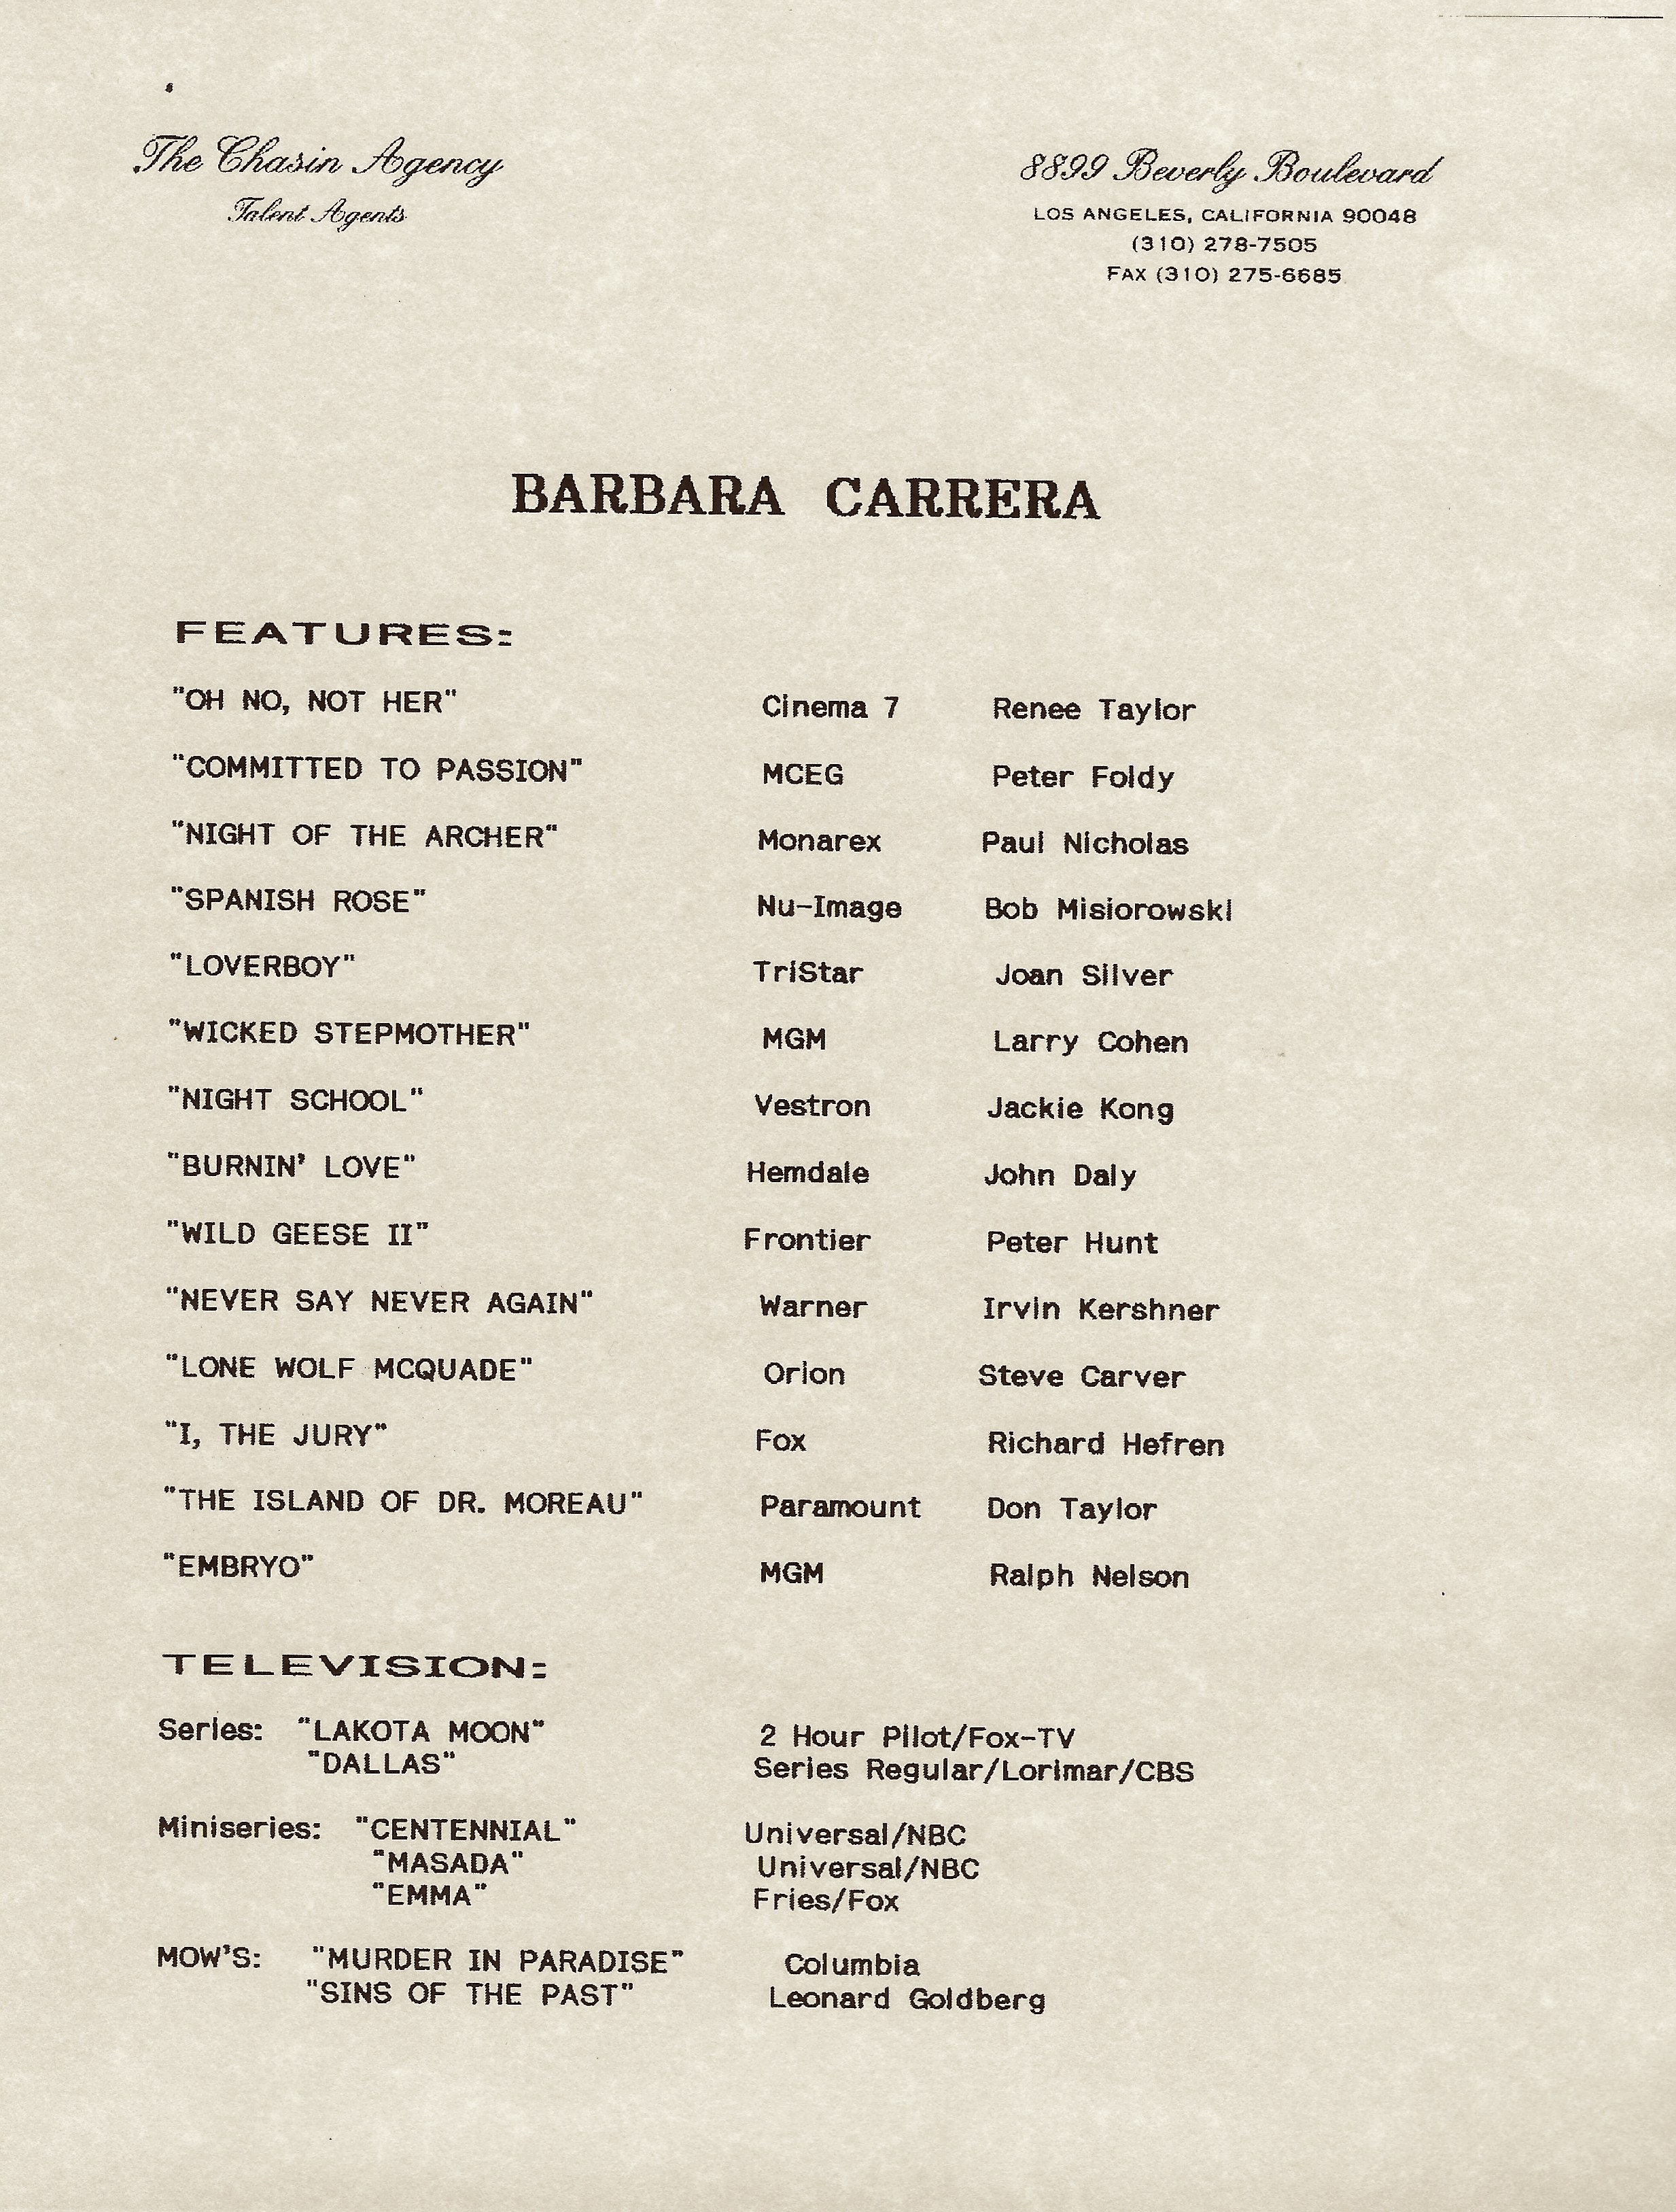 The Chasin Agency
Talent Agents
8899 Beverly Boulevard
LOS ANGELES, CALIFORNIA 90048
(310) 278-7505
FAX (310) 275-6685
BARBARA CARRERA
FEATURES:
"OH NO, NOT HER" Cinema 7 Renee Taylor
"COMMITTED TO PASSION" MCEG Peter Foldy
"NIGHT OF THE ARCHER" Monarex Paul Nicholas
"SPANISH ROSE" Nu-Image Bob Misiorowski
"LOVERBOY" TriStar Joan Silver
"WICKED STEPMOTHER" MGM Larry Cohen
"NIGHT SCHOOL" Vestron Jackie Kong
"BURNIN' LOVE" Hemdale John Daly
"WILD GEESE II" Frontier Peter Hunt
"NEVER SAY NEVER AGAIN" Warner Irvin Kershner
"LONE WOLF MCQUADE" Orion Steve Carver
"I, THE JURY" Fox Richard Hefren
"THE ISLAND OF DR. MOREAU" Paramount Don Taylor
"EMBRYO" MGM Ralph Nelson
TELEVISION:
Series: "LAKOTA MOON" 2 Hour Pilot/Fox-TV
"DALLAS" Series Regular/Lorimar/CBS
Miniseries: "CENTENNIAL" Universal/NBC
"MASADA" Universal/NBC
"EMMA" Fries/Fox
MOW'S: "MURDER IN PARADISE" Columbia
"SINS OF THE PAST" Leonard Goldberg